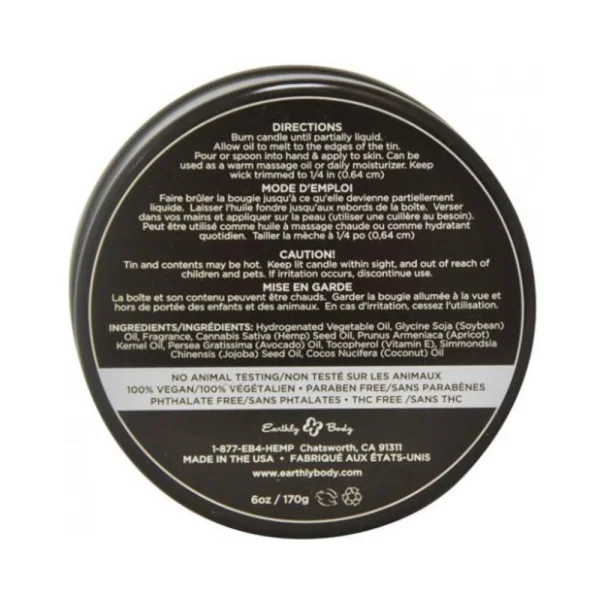 DIRECTIONS
Burn candle until partially liquid.
Allow oil to melt to the edges of the tin.
Pour or spoon into hand & apply to skin. Can be
used as a warm massage oil or daily moisturizer. Keep
wick trimmed to 1/4 in (0.64 cm)
MODE D'EMPLOI
Faire brûler la bougie jusqu'à ce qu'elle devienne partiellement
liquide. Laisser l'huile fondre jusqu'aux rebords de la boîte. Verser
dans vos mains et appliquer sur la peau (utiliser une cuillère au besoin).
Peut être utilisé comme huile à massage chaude ou comme hydratant
quotidien. Tailler la mèche à 1/4 po (0,64 cm)
CAUTION!
Tin and contents may be hot. Keep lit candle within sight, and out of reach of
children and pets. If irritation occurs, discontinue use.
MISE EN GARDE
La boîte et son contenu peuvent être chauds. Garder la bougie allumée à la vue et
hors de portée des enfants et des animaux. En cas d'irritation, cessez l'utilisation.
INGREDIENTS/INGRÉDIENTS: Hydrogenated Vegetable Oil, Glycine Soja (Soybean)
Oil, Fragrance, Cannabis Sativa (Hemp) Seed Oil, Prunus Armeniaca (Apricot)
Kernel Oil, Persea Gratissima (Avocado) Oil, Tocopherol (Vitamin E), Simmondsia
Chinensis (Jojoba) Seed Oil, Cocos Nucifera (Coconut) Oil
NO ANIMAL TESTING/NON TESTÉ SUR LES ANIMAUX
100% VEGAN/100% VÉGÉTALIEN • PARABEN FREE/SANS PARABÈNES
PHTHALATE FREE/SANS PHTALATES • THC FREE/SANS THC
Earthly Body
1-877-EB4-HEMP Chatsworth, CA 91311
MADE IN THE USA • FABRIQUÉ AUX ÉTATS-UNIS
www.earthlybody.com
6oz / 170g